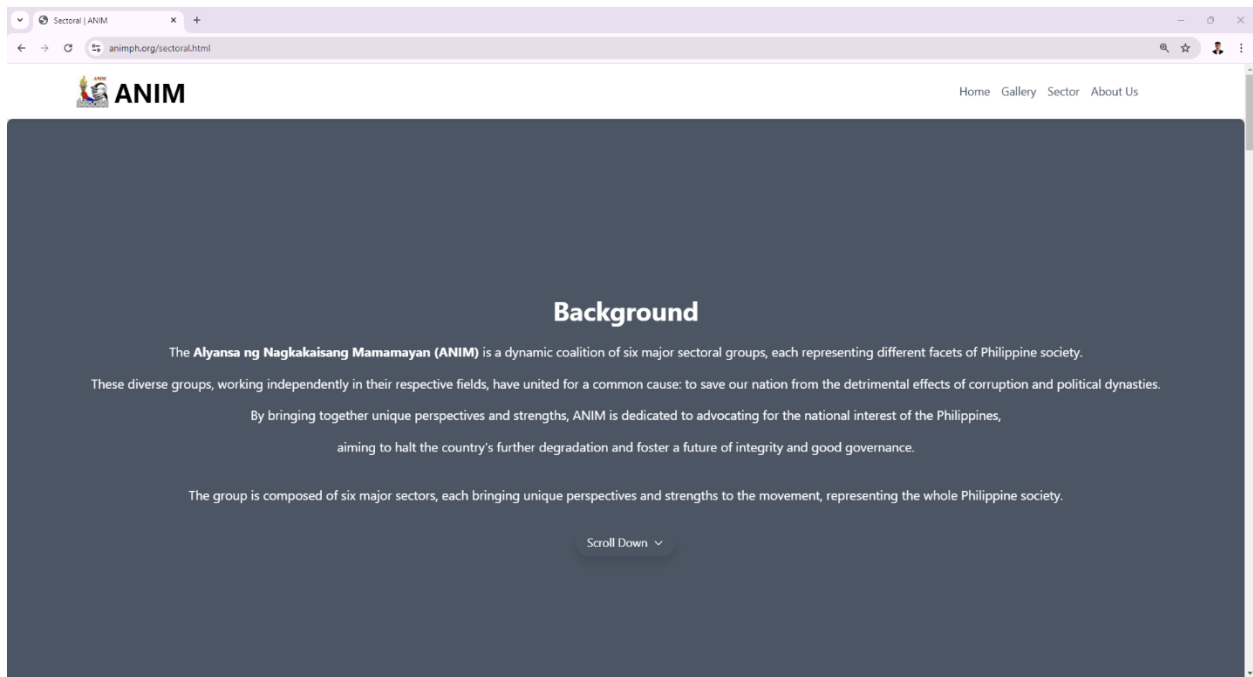 Sectoral | ANIM
animph.org/sectoral.html
ANIM
Home Gallery Sector About Us
Background
The Alyansa ng Nagkakaisang Mamamayan (ANIM) is a dynamic coalition of six major sectoral groups, each representing different facets of Philippine society.
These diverse groups, working independently in their respective fields, have united for a common cause: to save our nation from the detrimental effects of corruption and political dynasties.
By bringing together unique perspectives and strengths, ANIM is dedicated to advocating for the national interest of the Philippines,
aiming to halt the country's further degradation and foster a future of integrity and good governance.
The group is composed of six major sectors, each bringing unique perspectives and strengths to the movement, representing the whole Philippine society.
Scroll Down